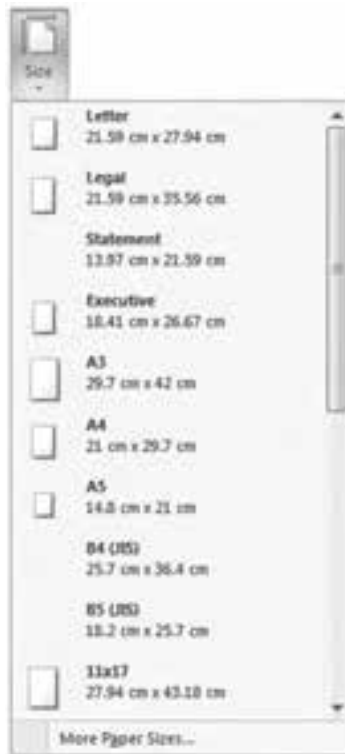 Size
Letter
21.59 cm x 27.94 cm
Legal
21.59 cm x 35.56 cm
Statement
13.97 cm x 21.59 cm
Executive
18.41 cm x 26.67 cm
A3
29.7 cm x 42 cm
A4
21 cm x 29.7 cm
A5
14.8 cm x 21 cm
B4 (JIS)
25.7 cm x 36.4 cm
B5 (JIS)
18.2 cm x 25.7 cm
11x17
27.94 cm x 43.18 cm
More Paper Sizes...